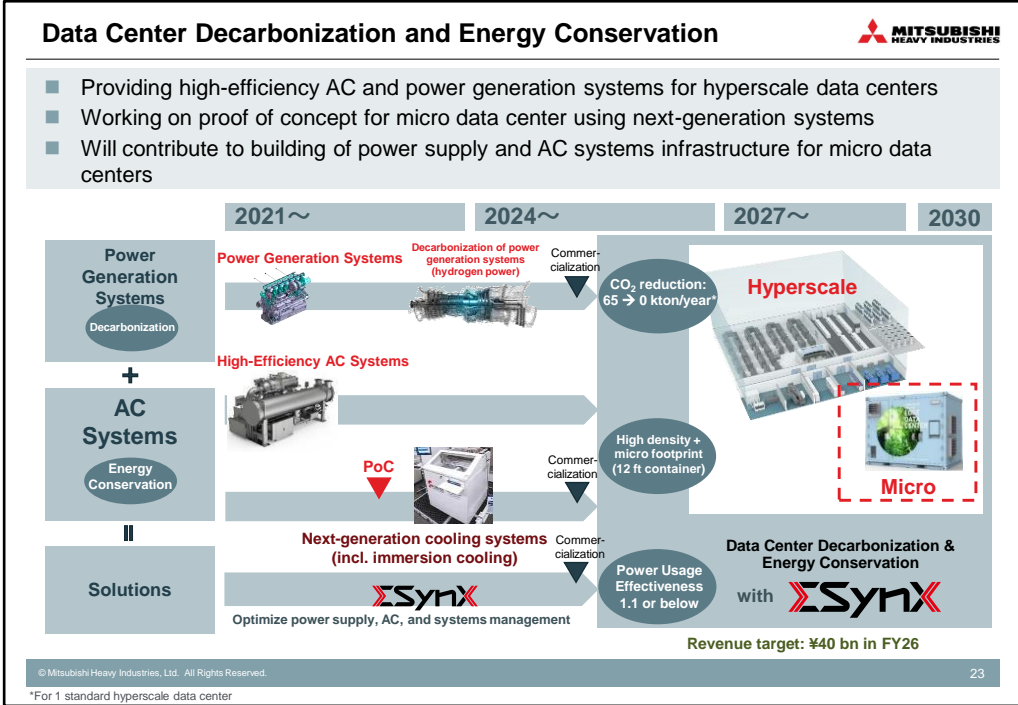 Data Center Decarbonization and Energy Conservation
MITSUBISHI
HEAVY INDUSTRIES
■ Providing high-efficiency AC and power generation systems for hyperscale data centers
■ Working on proof of concept for micro data center using next-generation systems
■ Will contribute to building of power supply and AC systems infrastructure for micro data
centers
2021～
2024～
2027～
2030
Power
Generation
Systems
Decarbonization
Power Generation Systems
Decarbonization of power
generation systems
(hydrogen power)
Commer-
cialization
CO₂ reduction:
65 → 0 kton/year*
Hyperscale
+
High-Efficiency AC Systems
AC
Systems
Energy
Conservation
PoC
Commer-
cialization
High density +
micro footprint
(12 ft container)
Micro
=
Next-generation cooling systems
(incl. immersion cooling)
Commer-
cialization
Solutions
ΣSynX
Optimize power supply, AC, and systems management
Power Usage
Effectiveness
1.1 or below
Data Center Decarbonization &
Energy Conservation
with ΣSynX
Revenue target: ¥40 bn in FY26
© Mitsubishi Heavy Industries, Ltd. All Rights Reserved.
23
*For 1 standard hyperscale data center